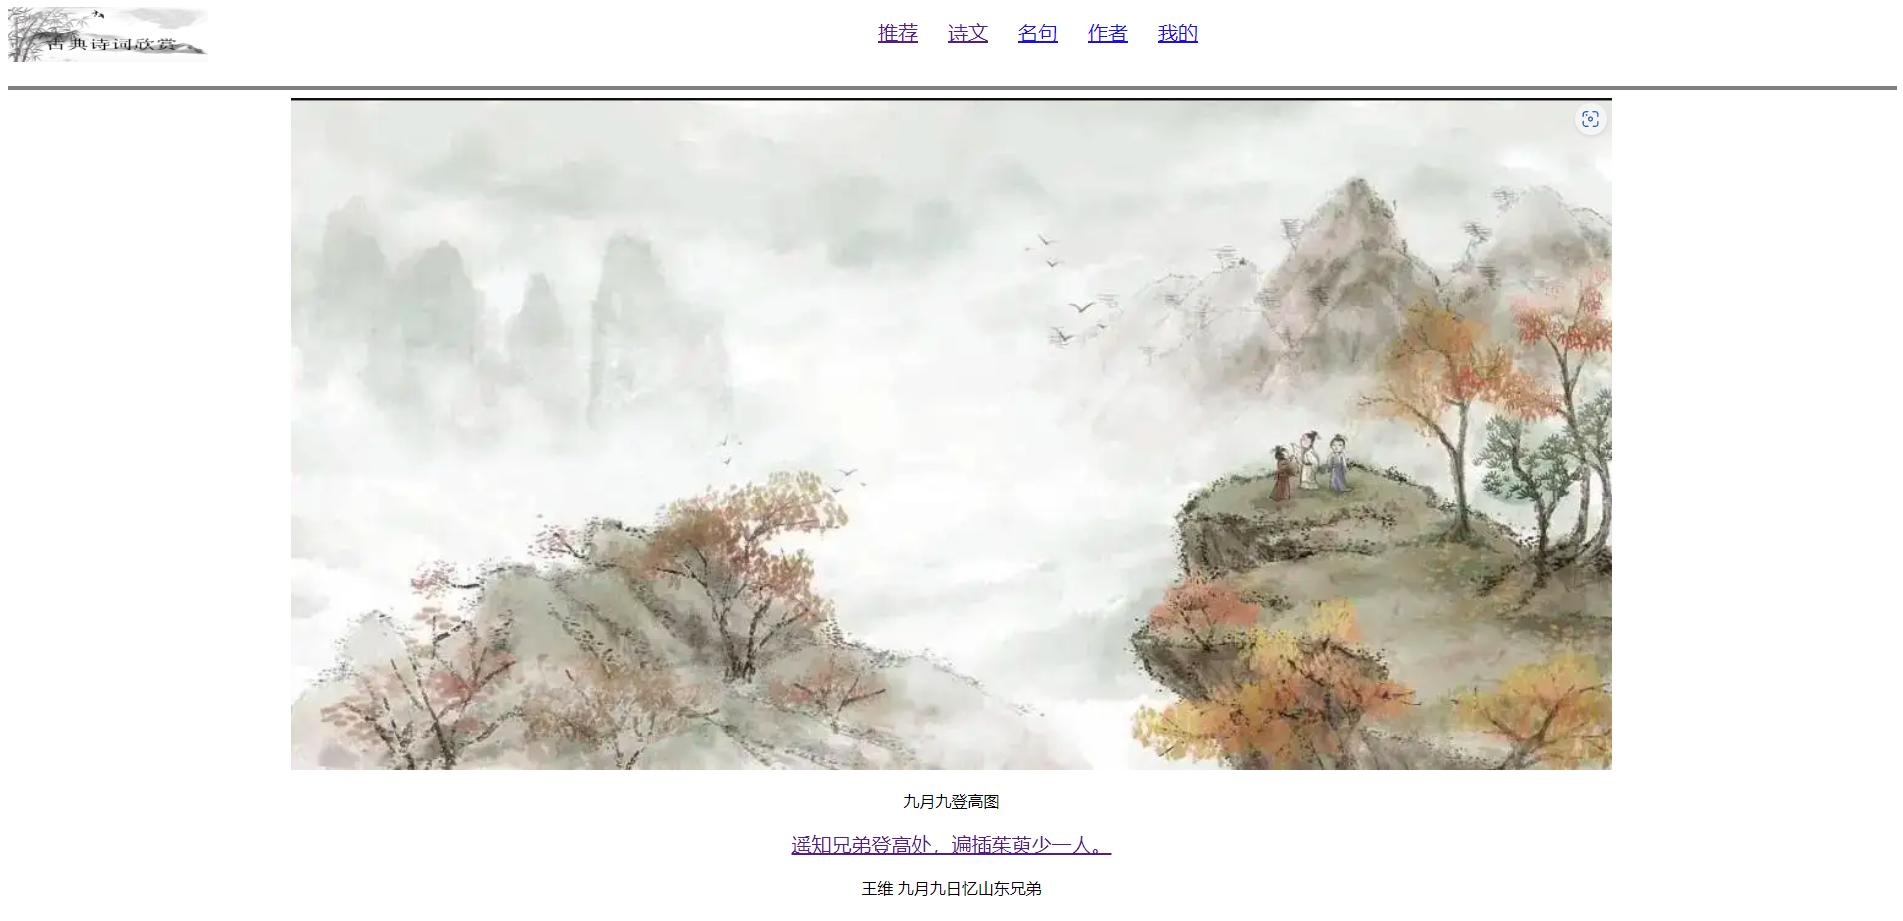 古典诗词欣赏
推荐 诗文 名句 作者 我的
九月九登高图
遥知兄弟登高处，遍插茱萸少一人。
王维 九月九日忆山东兄弟